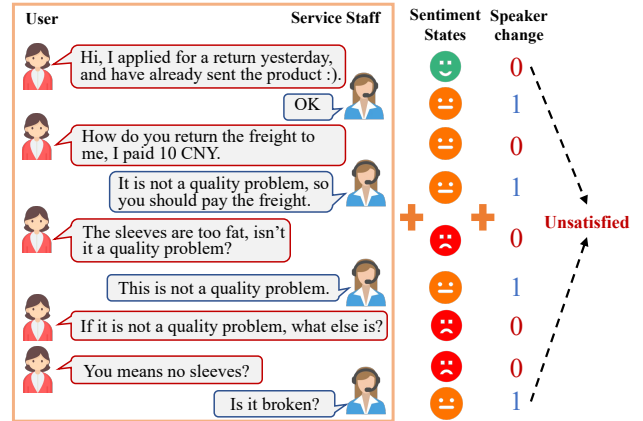 User
Service Staff
Sentiment States
Speaker change
Hi, I applied for a return yesterday,
and have already sent the product :).
0
OK
1
How do you return the freight to
me, I paid 10 CNY.
0
It is not a quality problem, so
you should pay the freight.
1
The sleeves are too fat, isn't
it a quality problem?
0
This is not a quality problem.
1
If it is not a quality problem, what else is?
0
You means no sleeves?
0
Is it broken?
1
Unsatisfied